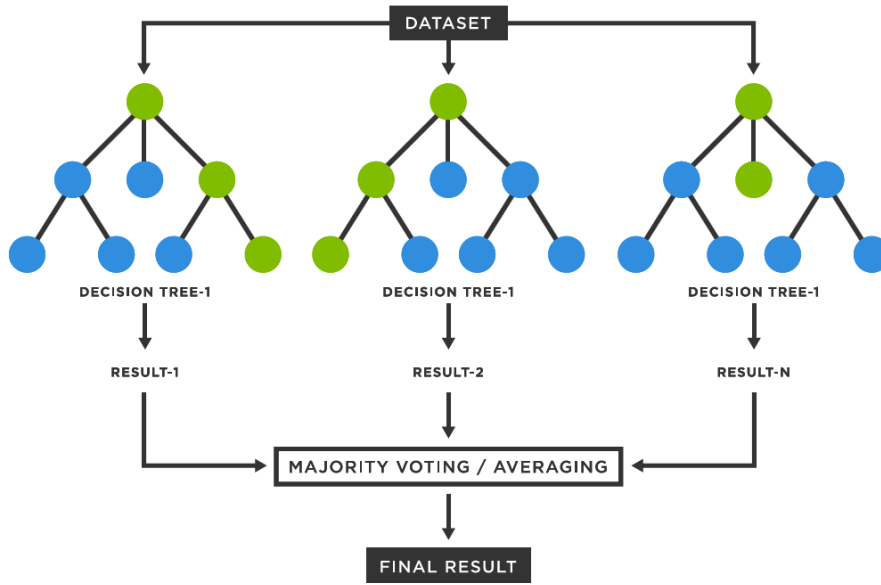 DATASET
DECISION TREE-1
DECISION TREE-1
DECISION TREE-1
RESULT-1
RESULT-2
RESULT-N
MAJORITY VOTING / AVERAGING
FINAL RESULT